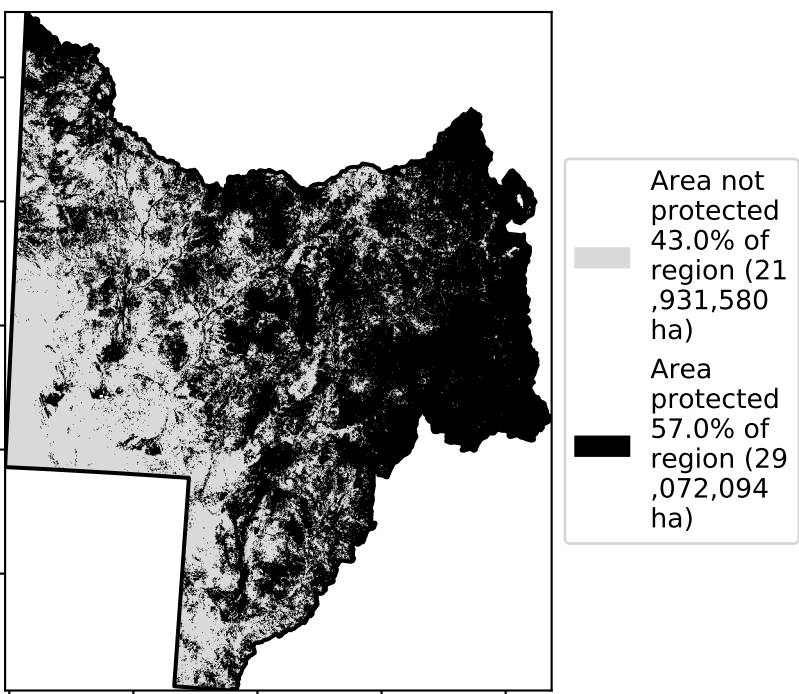 Area not
protected
43.0% of
region (21
,931,580
ha)
Area
protected
57.0% of
region (29
,072,094
ha)